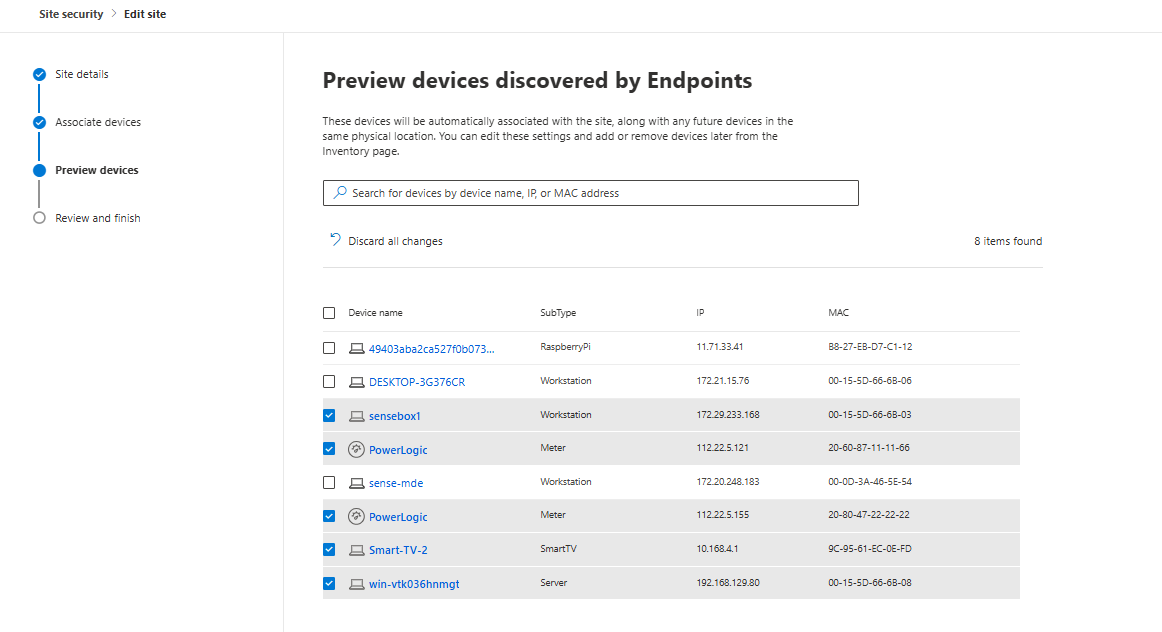 Site security > Edit site
Site details
Associate devices
Preview devices
Review and finish
Preview devices discovered by Endpoints
These devices will be automatically associated with the site, along with any future devices in the
same physical location. You can edit these settings and add or remove devices later from the
Inventory page.
Search for devices by device name, IP, or MAC address
Discard all changes 8 items found
Device name SubType IP MAC
49403aba2ca527f0b073... RaspberryPi 11.71.33.41 B8-27-EB-D7-C1-12
DESKTOP-3G376CR Workstation 172.21.15.76 00-15-5D-66-6B-06
sensebox1 Workstation 172.29.233.168 00-15-5D-66-6B-03
PowerLogic Meter 112.22.5.121 20-60-87-11-11-66
sense-mde Workstation 172.20.248.183 00-0D-3A-46-5E-54
PowerLogic Meter 112.22.5.155 20-80-47-22-22-22
Smart-TV-2 SmartTV 10.168.4.1 9C-95-61-EC-0E-FD
win-vtk036hnmgt Server 192.168.129.80 00-15-5D-66-6B-08